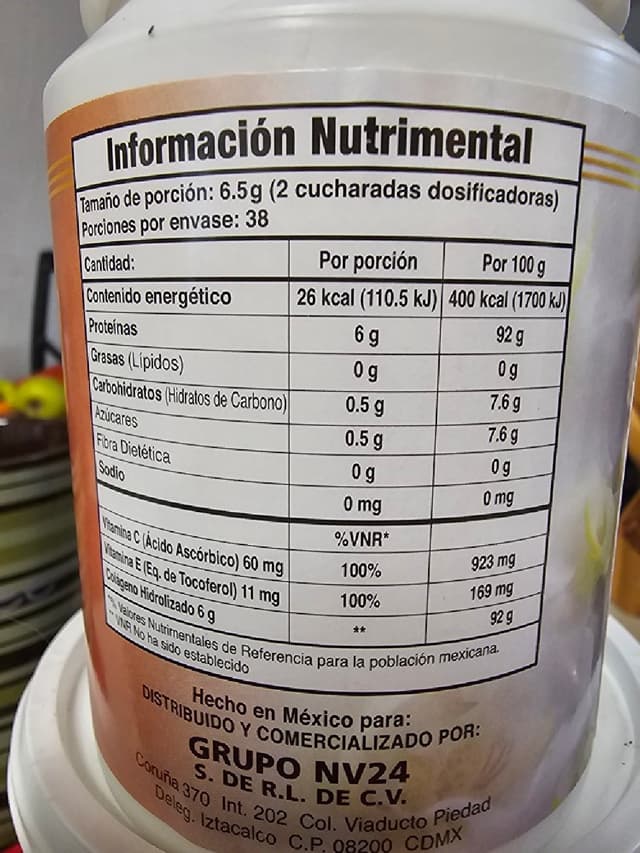 Información Nutrimental
Tamaño de porción: 6.5g (2 cucharadas dosificadoras)
Porciones por envase: 38
Cantidad: Por porción Por 100 g
Contenido energético 26 kcal (110.5 kJ) 400 kcal (1700 kJ)
Proteínas 6 g 92 g
Grasas (Lípidos) 0 g 0 g
Carbohidratos (Hidratos de Carbono) 0.5 g 7.6 g
Azúcares 0.5 g 7.6 g
Fibra Dietética 0 g 0 g
Sodio 0 mg 0 mg
%VNR*
Vitamina C (Ácido Ascórbico) 60 mg 100% 923 mg
Vitamina E (Eq. de Tocoferol) 11 mg 100% 169 mg
Colágeno Hidrolizado 6 g ** 92 g
*% Valores Nutrimentales de Referencia para la población mexicana.
**VNR No ha sido establecido
Hecho en México para:
DISTRIBUIDO Y COMERCIALIZADO POR:
GRUPO NV24
S. DE R.L. DE C.V.
Coruña 370 Int. 202 Col. Viaducto Piedad
Deleg. Iztacalco C.P. 08200 CDMX